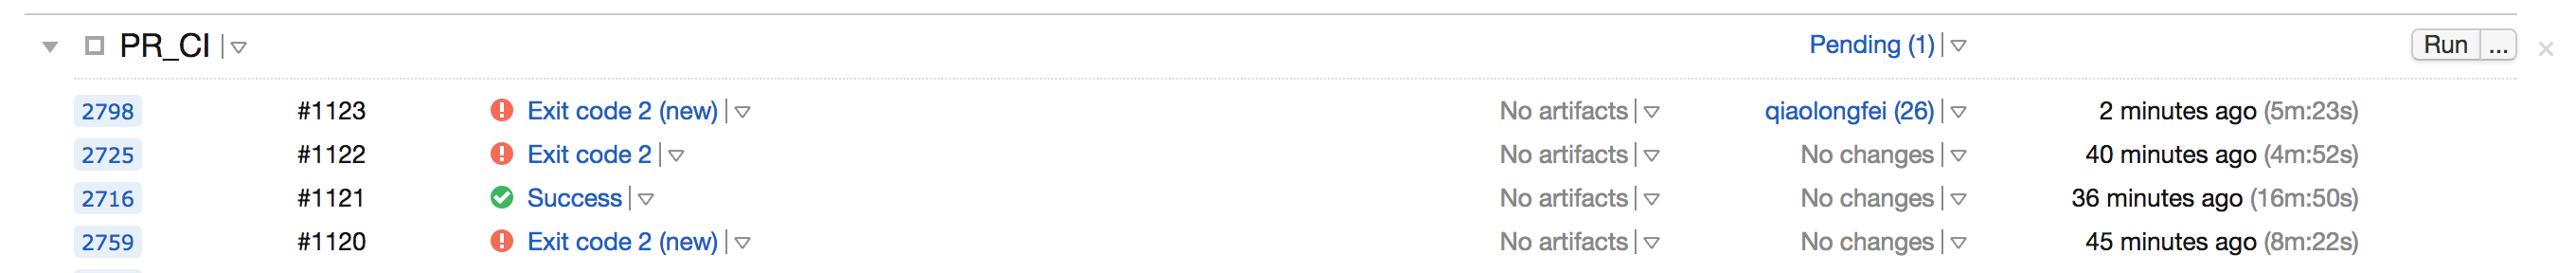 PR_CI Pending (1) Run ...
2798 #1123 Exit code 2 (new) No artifacts qiaolongfei (26) 2 minutes ago (5m:23s)
2725 #1122 Exit code 2 No artifacts No changes 40 minutes ago (4m:52s)
2716 #1121 Success No artifacts No changes 36 minutes ago (16m:50s)
2759 #1120 Exit code 2 (new) No artifacts No changes 45 minutes ago (8m:22s)